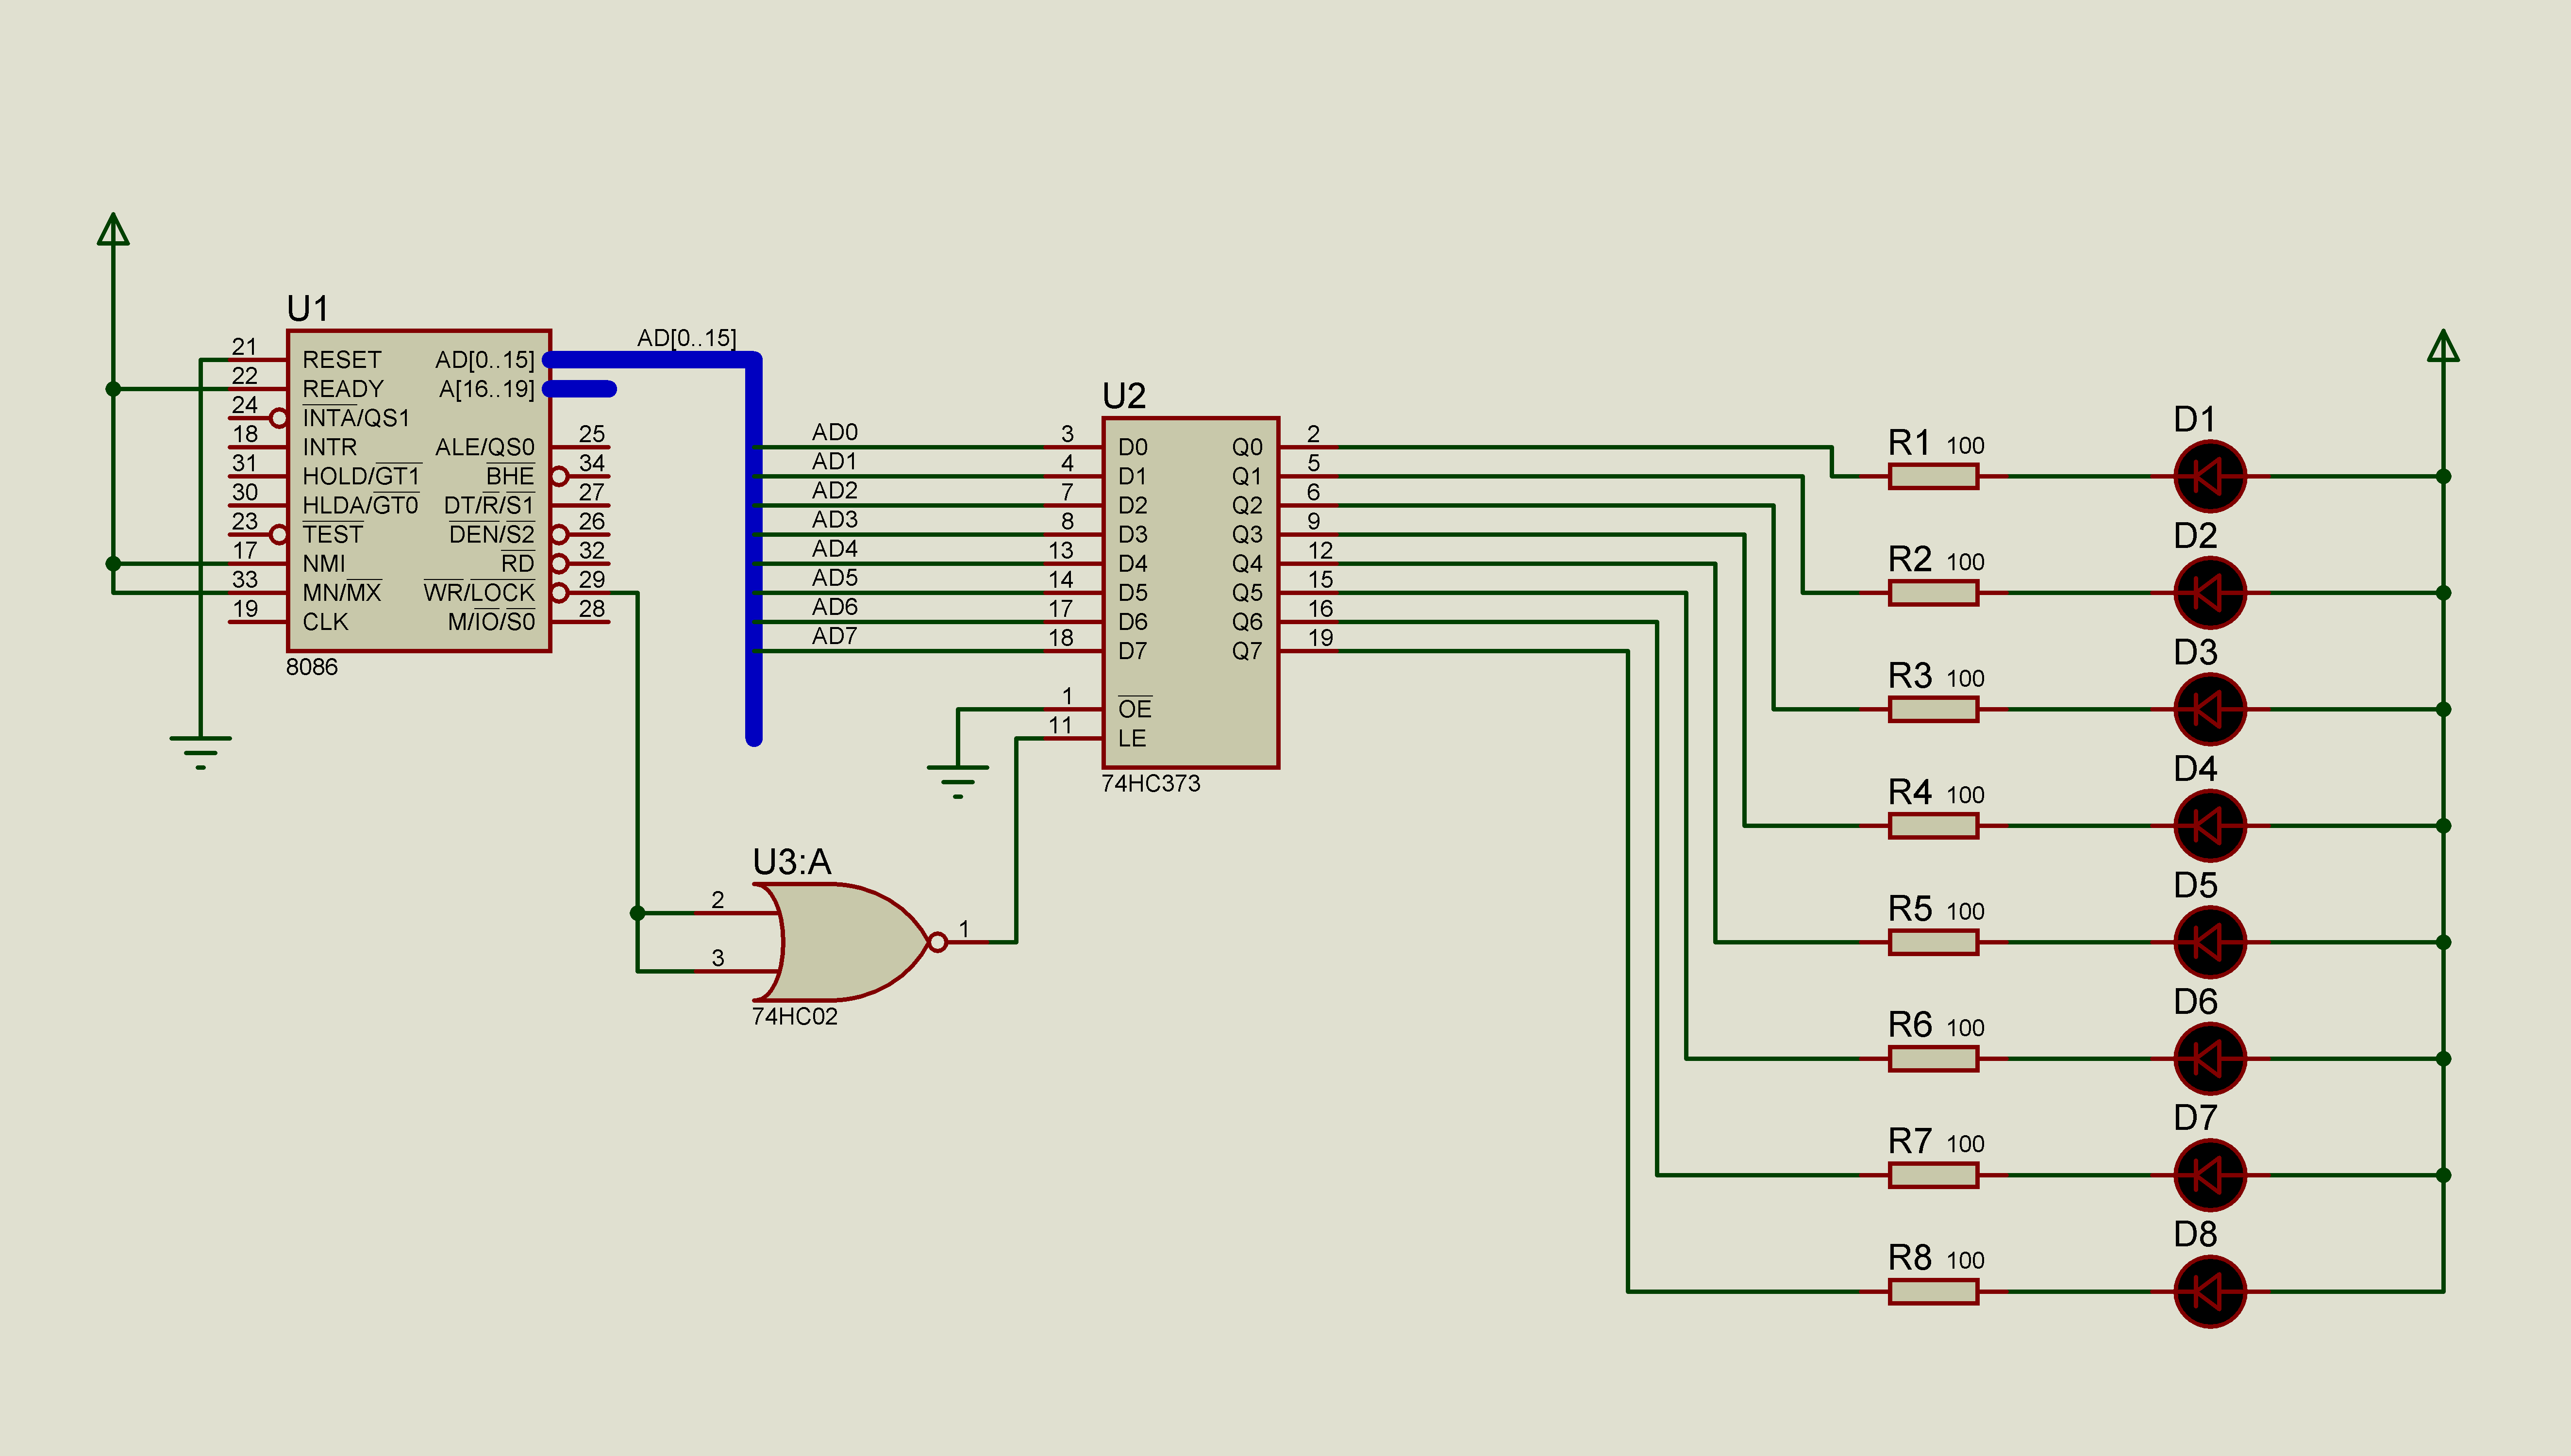 U1
21 RESET AD[0..15]
22 READY A[16..19]
24 INTA/QS1
18 INTR ALE/QS0 25
31 HOLD/GT1 BHE 34
30 HLDA/GT0 DT/R/S1 27
23 TEST DEN/S2 26
17 NMI RD 32
33 MN/MX WR/LOCK 29
19 CLK M/IO/S0 28
8086
AD[0..15]
U2
AD0 3 D0 Q0 2
AD1 4 D1 Q1 5
AD2 7 D2 Q2 6
AD3 8 D3 Q3 9
AD4 13 D4 Q4 12
AD5 14 D5 Q5 15
AD6 17 D6 Q6 16
AD7 18 D7 Q7 19
1 OE
11 LE
74HC373
U3:A
2
3
1
74HC02
R1 100 D1
R2 100 D2
R3 100 D3
R4 100 D4
R5 100 D5
R6 100 D6
R7 100 D7
R8 100 D8